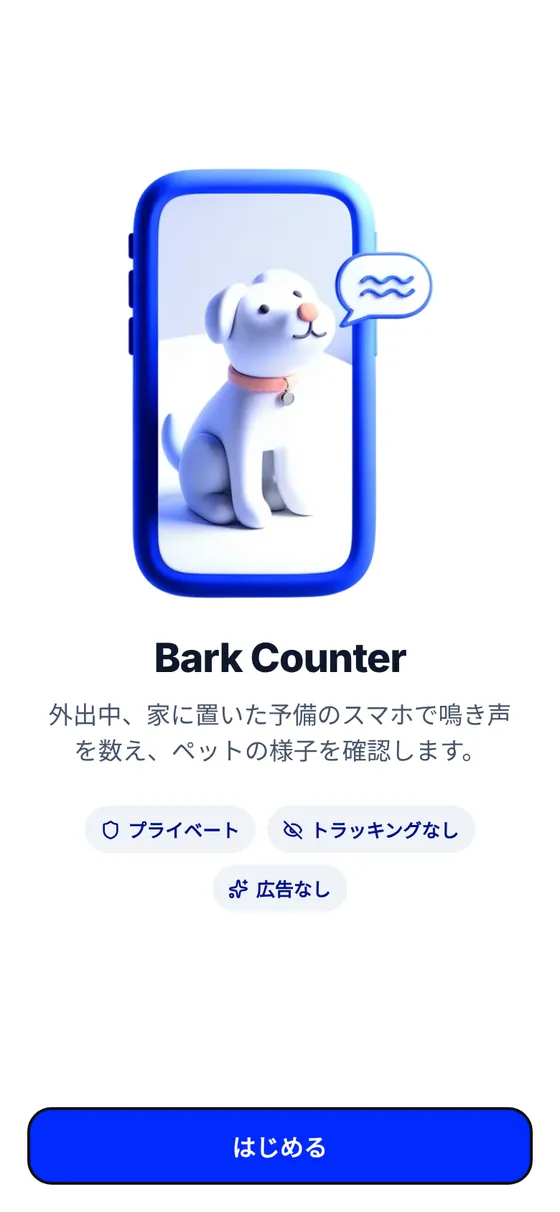 Bark Counter
外出中、家に置いた予備のスマホで鳴き声
を数え、ペットの様子を確認します。
プライベート
トラッキングなし
広告なし
はじめる